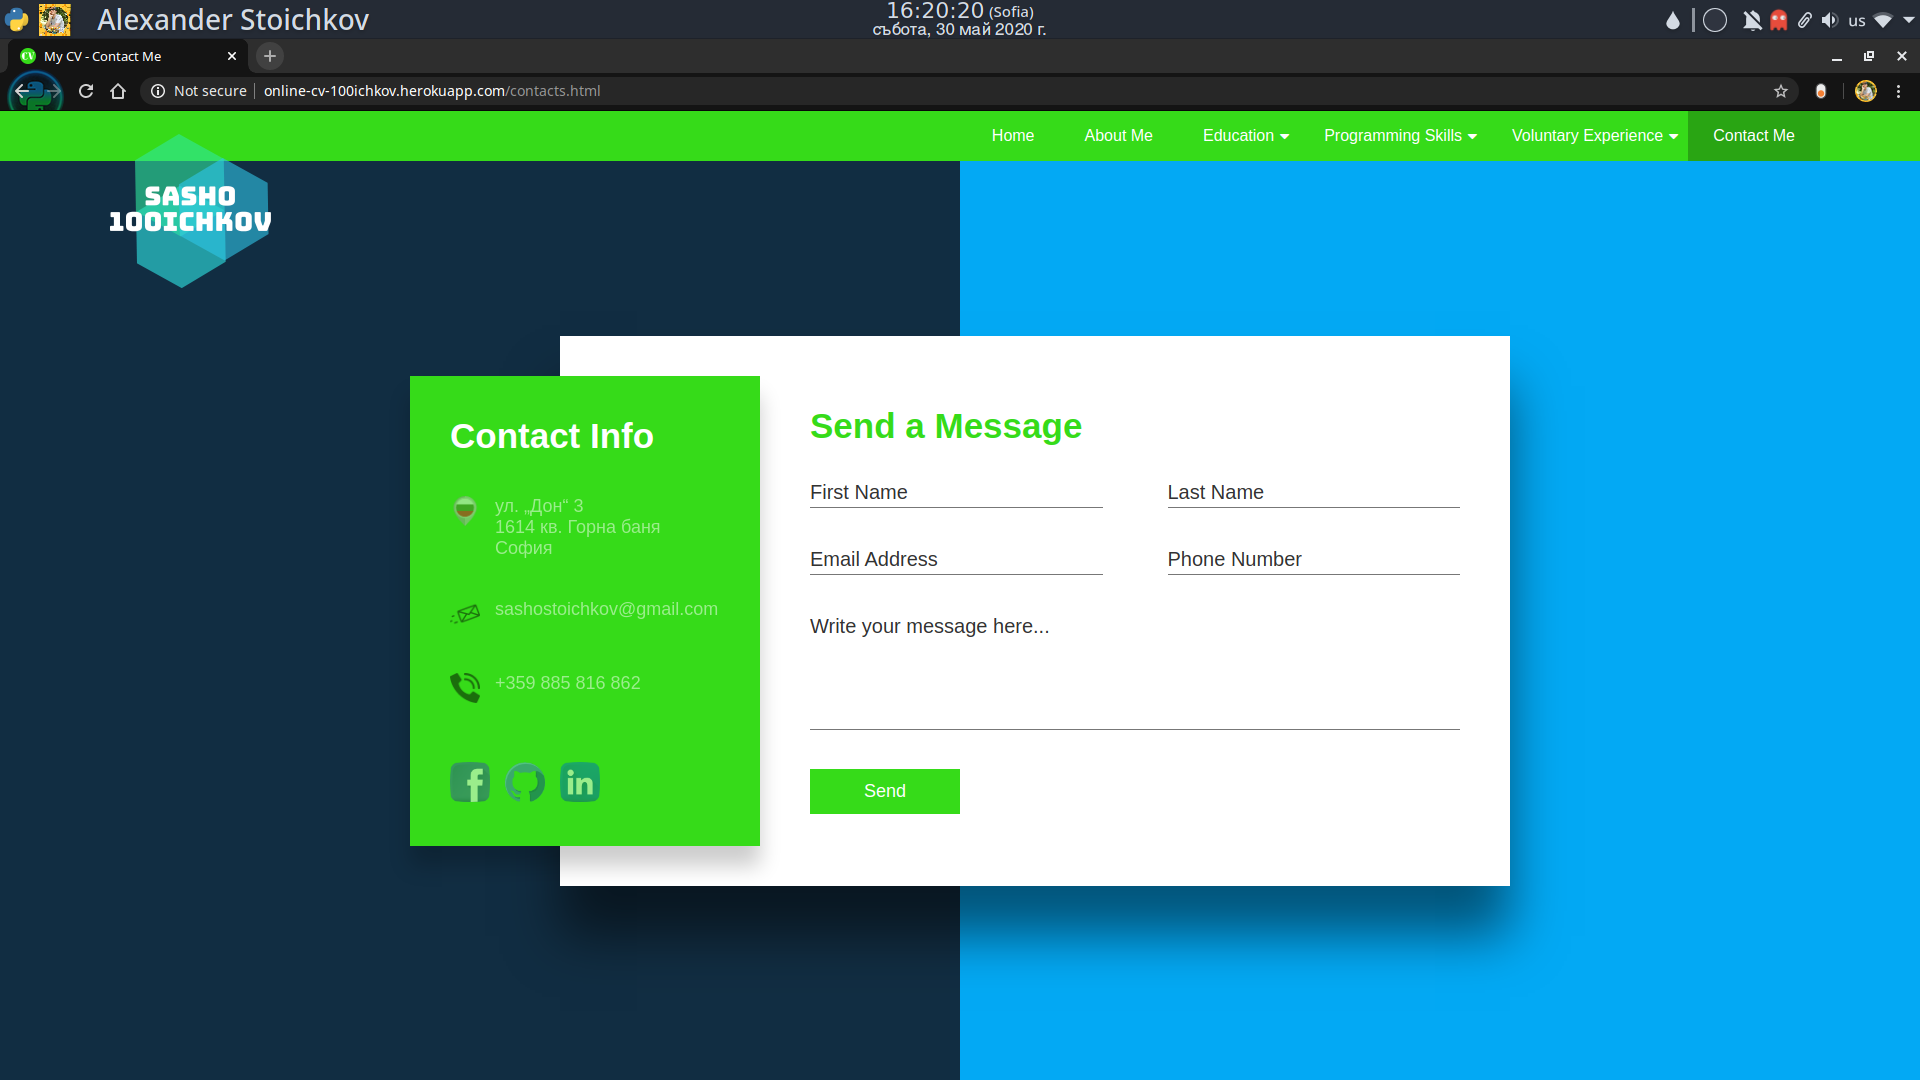 Alexander Stoichkov
16:20:20 (Sofia)
събота, 30 май 2020 г.
us
CV My CV - Contact Me
Not secure online-cv-100ichkov.herokuapp.com/contacts.html
Home About Me Education Programming Skills Voluntary Experience Contact Me
SASHO
100ICHKOV
Contact Info
ул. „Дон“ 3
1614 кв. Горна баня
София
sashostoichkov@gmail.com
+359 885 816 862
f in
Send a Message
First Name Last Name
Email Address Phone Number
Write your message here...
Send